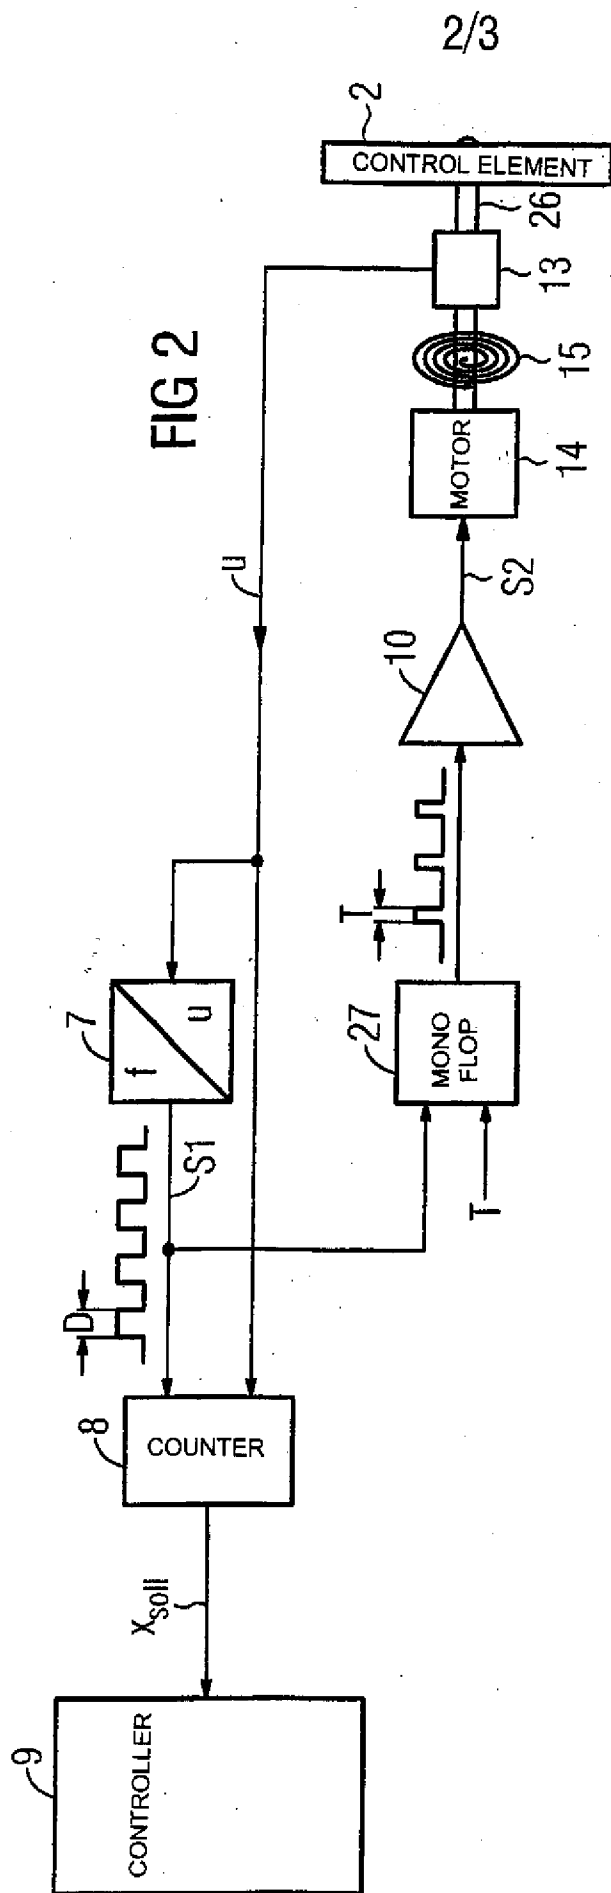 2/3
FIG 2
9
CONTROLLER
X_soll
8
COUNTER
D
S1
7
f
u
u
T
27
MONO
FLOP
T
10
S2
MOTOR
14
15
13
26
CONTROL ELEMENT
2